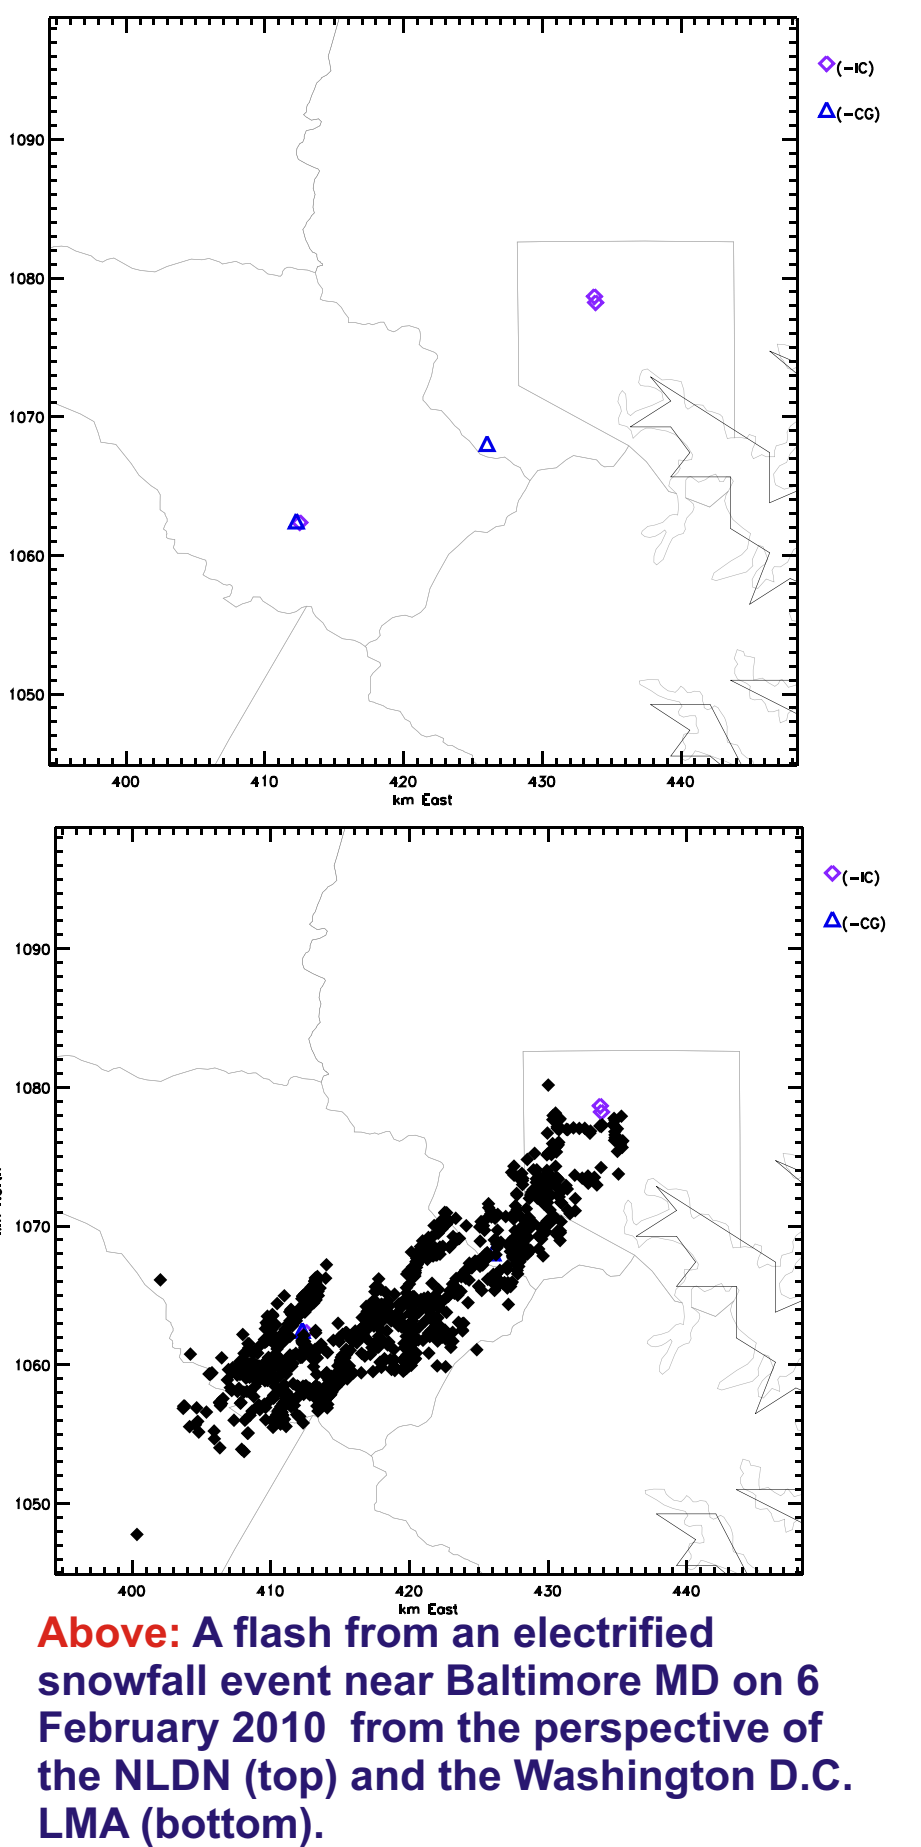 (-IC)
(-CG)
1090
1080
1070
1060
1050
400 410 420 430 440
km East
(-IC)
(-CG)
1090
1080
1070
1060
1050
400 410 420 430 440
km East
Above: A flash from an electrified
snowfall event near Baltimore MD on 6
February 2010 from the perspective of
the NLDN (top) and the Washington D.C.
LMA (bottom).